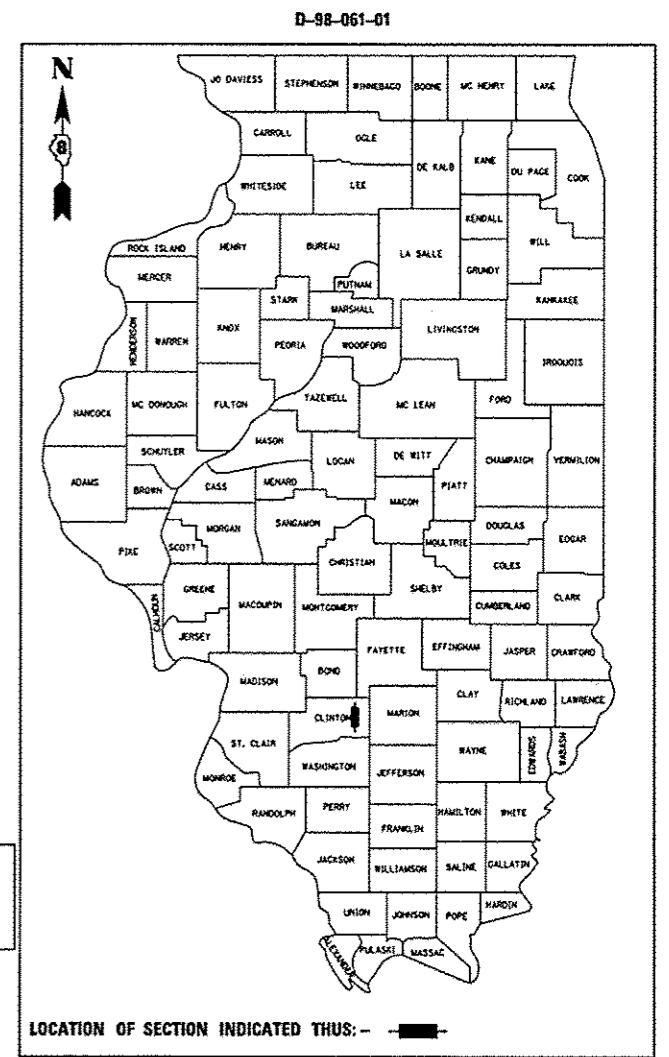 D-98-061-01
N
8
JO DAVIESS STEPHENSON WINNEBAGO BOONE MC HENRY LAKE
CARROLL OGLE DE KALB KANE DU PAGE COOK
WHITESIDE LEE KENDALL WILL
ROCK ISLAND HENRY BUREAU LA SALLE GRUNDY
MERCER PUTNAM KANKAKEE
HENDERSON WARREN KNOX STARK MARSHALL LIVINGSTON
PEORIA WOODFORD IROQUOIS
HANCOCK MC DONOUGH FULTON TAZEWELL MC LEAN FORD
SCHUYLER MASON LOGAN DE WITT CHAMPAIGN VERMILION
ADAMS BROWN CASS MENARD MACON PIATT
PIKE SCOTT MORGAN SANGAMON CHRISTIAN MOULTRIE DOUGLAS EDGAR
COLES
CALHOUN GREENE MACOUPIN MONTGOMERY SHELBY CUMBERLAND CLARK
JERSEY FAYETTE EFFINGHAM JASPER CRAWFORD
MADISON BOND CLAY RICHLAND LAWRENCE
CLINTON MARION
ST. CLAIR WAYNE EDWARDS WABASH
MONROE WASHINGTON JEFFERSON
RANDOLPH PERRY HAMILTON WHITE
FRANKLIN
JACKSON WILLIAMSON SALINE GALLATIN
UNION JOHNSON POPE HARDIN
ALEXANDER PULASKI MASSAC
LOCATION OF SECTION INDICATED THUS: -